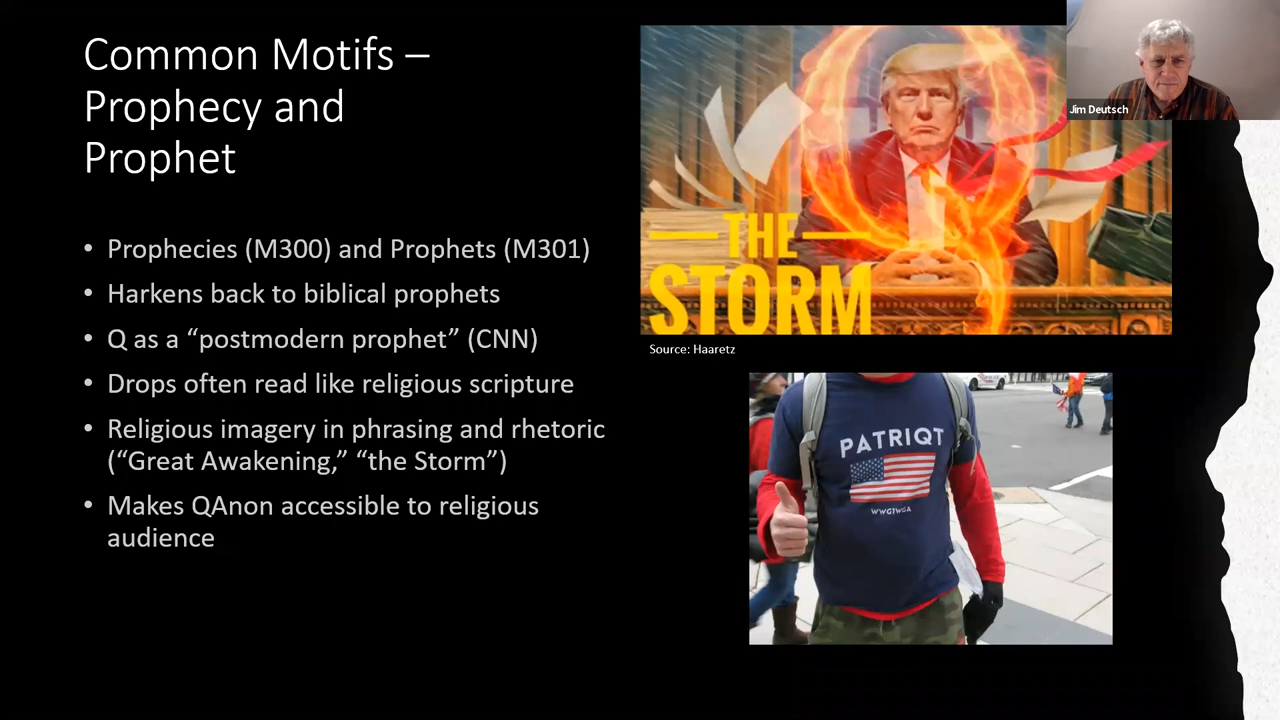 Common Motifs –
Prophecy and
Prophet
• Prophecies (M300) and Prophets (M301)
• Harkens back to biblical prophets
• Q as a “postmodern prophet” (CNN)
• Drops often read like religious scripture
• Religious imagery in phrasing and rhetoric
(“Great Awakening,” “the Storm”)
• Makes QAnon accessible to religious
audience
THE
STORM
Source: Haaretz
PATRIQT
WWG1WGA
Jim Deutsch